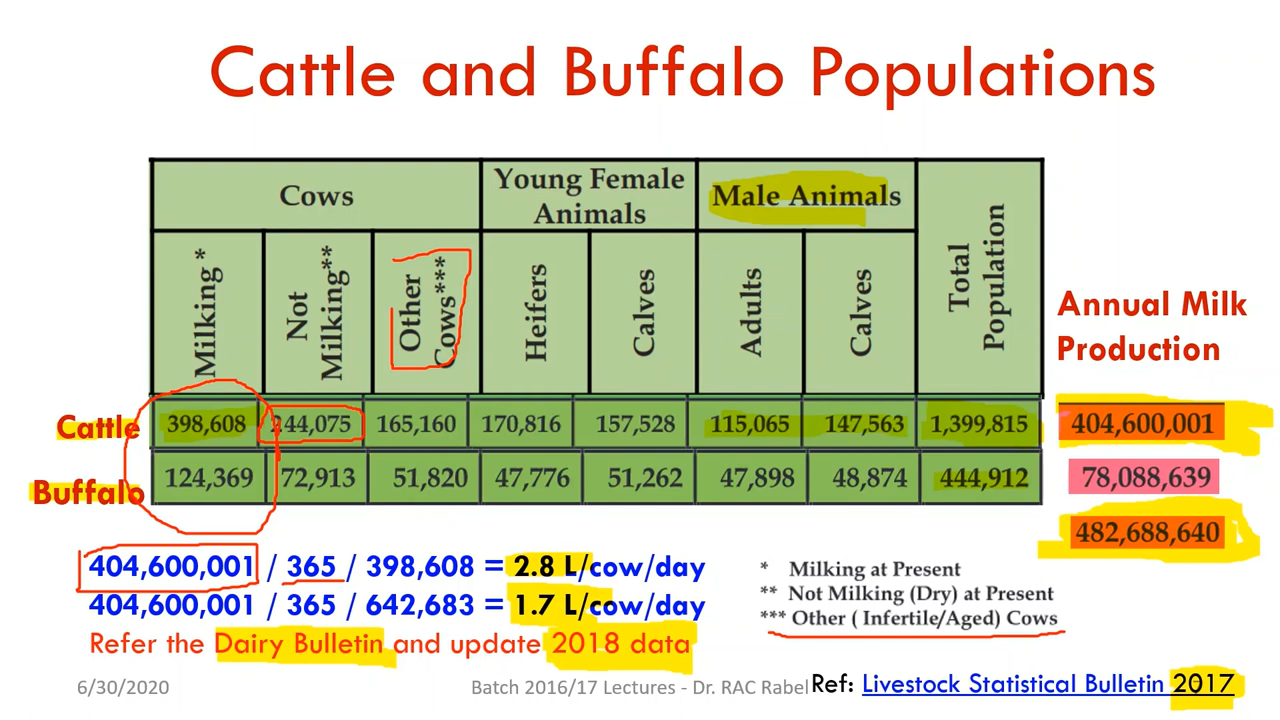 Cattle and Buffalo Populations
Cows
Young Female
Animals
Male Animals
Total
Population
Milking *
Not
Milking**
Other
Cows***
Heifers
Calves
Adults
Calves
Annual Milk
Production
Cattle 398,608 244,075 165,160 170,816 157,528 115,065 147,563 1,399,815 404,600,001
Buffalo 124,369 72,913 51,820 47,776 51,262 47,898 48,874 444,912 78,088,639
482,688,640
404,600,001 / 365 / 398,608 = 2.8 L/cow/day
404,600,001 / 365 / 642,683 = 1.7 L/cow/day
Refer the Dairy Bulletin and update 2018 data
* Milking at Present
** Not Milking (Dry) at Present
*** Other ( Infertile/Aged) Cows
6/30/2020
Batch 2016/17 Lectures - Dr. RAC Rabel
Ref: Livestock Statistical Bulletin 2017